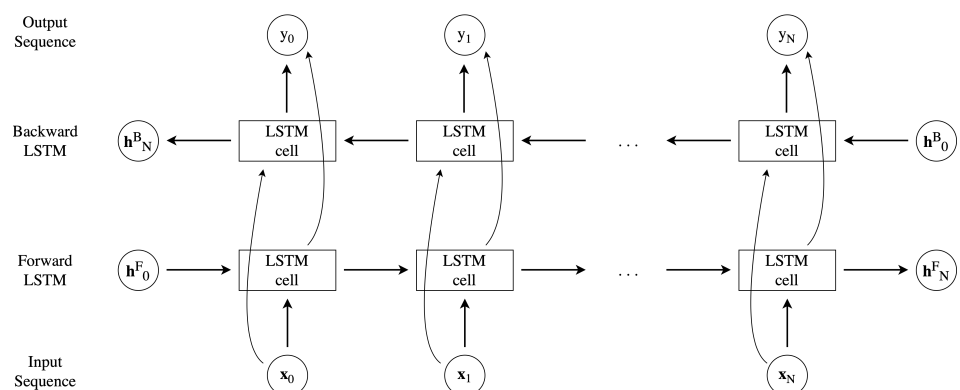 Output
Sequence
y0 y1 yN
Backward
LSTM
hBN
LSTM
cell
LSTM
cell
. . .
LSTM
cell
hB0
Forward
LSTM
hF0
LSTM
cell
LSTM
cell
. . .
LSTM
cell
hFN
Input
Sequence
x0 x1 xN